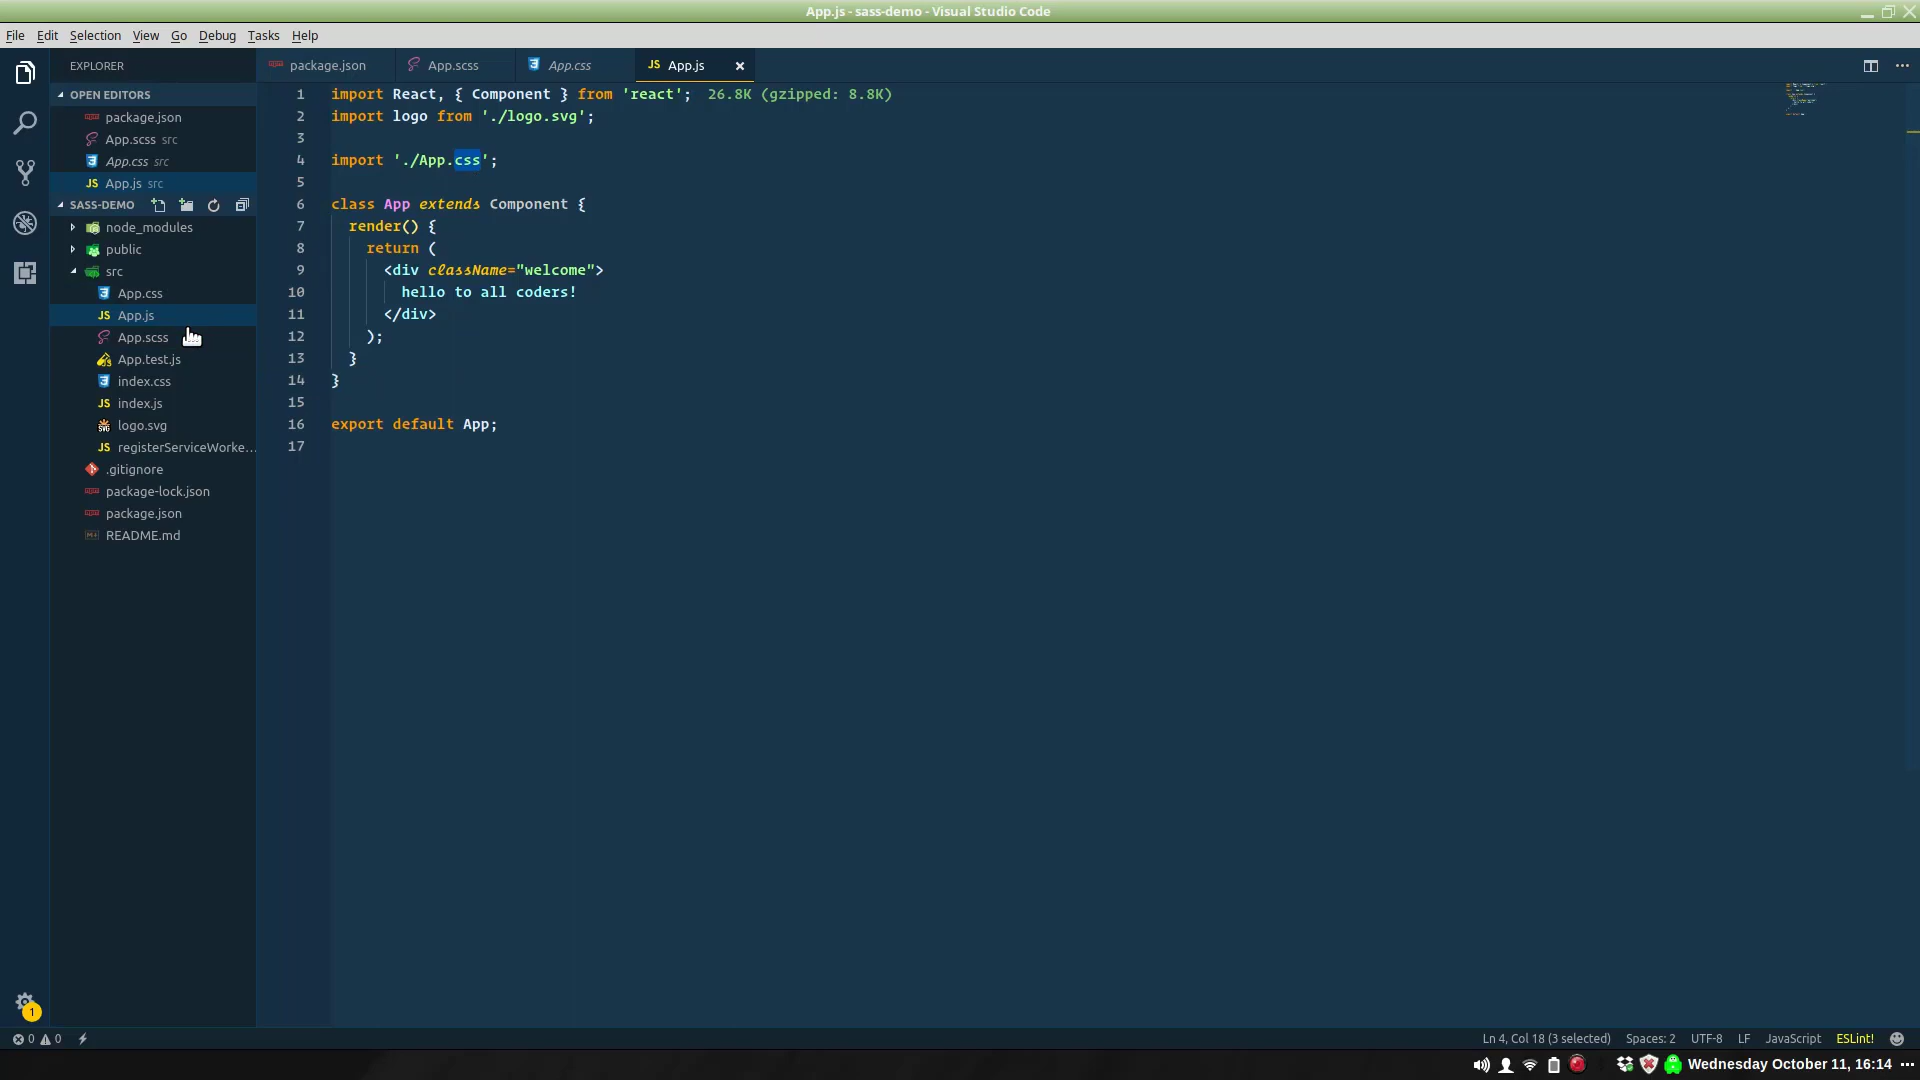 App.js - sass-demo - Visual Studio Code
File Edit Selection View Go Debug Tasks Help
EXPLORER
package.json App.scss App.css JS App.js
OPEN EDITORS
package.json
App.scss src
App.css src
JS App.js src
SASS-DEMO
node_modules
public
src
App.css
JS App.js
App.scss
App.test.js
index.css
JS index.js
SVG logo.svg
JS registerServiceWorke...
.gitignore
package-lock.json
package.json
README.md
1 import React, { Component } from 'react'; 26.8K (gzipped: 8.8K)
2 import logo from './logo.svg';
3
4 import './App.css';
5
6 class App extends Component {
7 render() {
8 return (
9 <div className="welcome">
10 hello to all coders!
11 </div>
12 );
13 }
14 }
15
16 export default App;
17
1
0 0 Ln 4, Col 18 (3 selected) Spaces: 2 UTF-8 LF JavaScript ESLint!
Wednesday October 11, 16:14